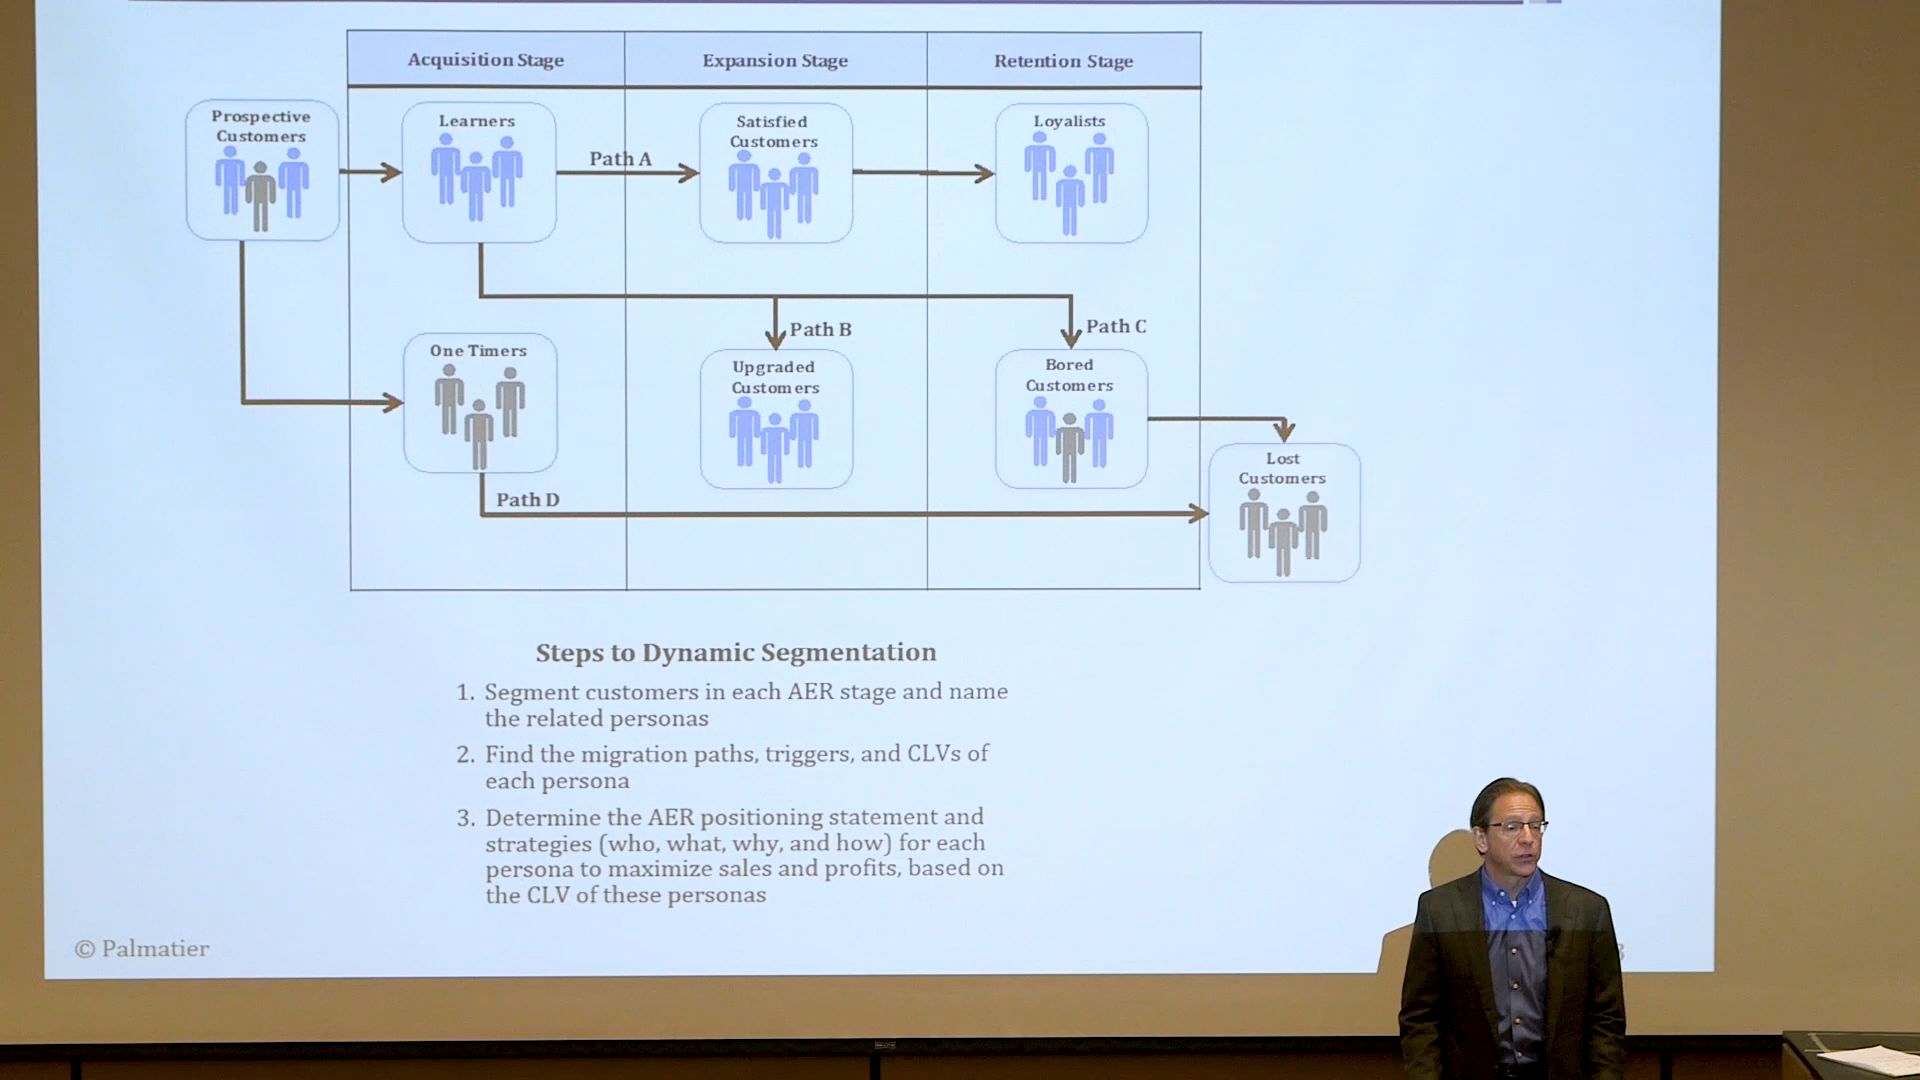 Acquisition Stage
Expansion Stage
Retention Stage
Prospective
Customers
Learners
Path A
Satisfied
Customers
Loyalists
One Timers
Path B
Upgraded
Customers
Path C
Bored
Customers
Path D
Lost
Customers
Steps to Dynamic Segmentation
1. Segment customers in each AER stage and name
the related personas
2. Find the migration paths, triggers, and CLVs of
each persona
3. Determine the AER positioning statement and
strategies (who, what, why, and how) for each
persona to maximize sales and profits, based on
the CLV of these personas
© Palmatier